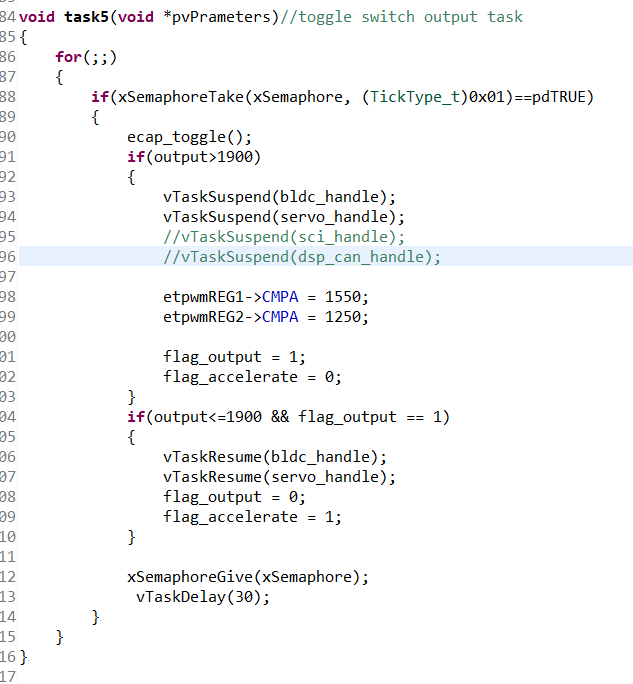 84 void task5(void *pvPrameters)//toggle switch output task
85 {
86     for(;;)
87     {
88         if(xSemaphoreTake(xSemaphore, (TickType_t)0x01)==pdTRUE)
89         {
90             ecap_toggle();
91             if(output>1900)
92             {
93                 vTaskSuspend(bldc_handle);
94                 vTaskSuspend(servo_handle);
95                 //vTaskSuspend(sci_handle);
96                 //vTaskSuspend(dsp_can_handle);
97
98                 etpwmREG1->CMPA = 1550;
99                 etpwmREG2->CMPA = 1250;
00
01                 flag_output = 1;
02                 flag_accelerate = 0;
03             }
04             if(output<=1900 && flag_output == 1)
05             {
06                 vTaskResume(bldc_handle);
07                 vTaskResume(servo_handle);
08                 flag_output = 0;
09                 flag_accelerate = 1;
10             }
11
12             xSemaphoreGive(xSemaphore);
13              vTaskDelay(30);
14         }
15     }
16 }
17